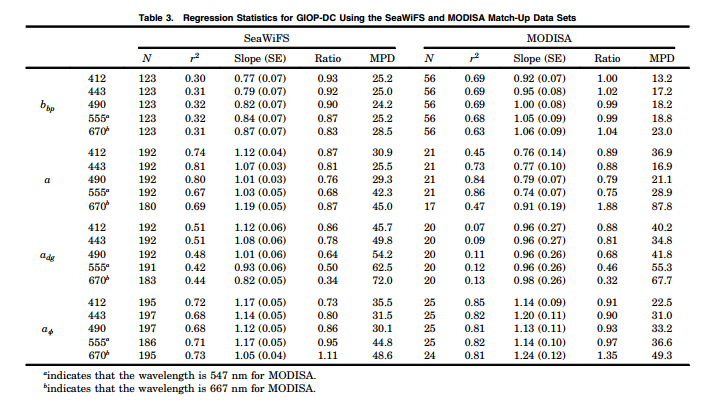 Table 3. Regression Statistics for GIOP-DC Using the SeaWiFS and MODISA Match-Up Data Sets
SeaWiFS MODISA
N r² Slope (SE) Ratio MPD N r² Slope (SE) Ratio MPD
412 123 0.30 0.77 (0.07) 0.93 25.2 56 0.69 0.92 (0.07) 1.00 13.2
443 123 0.31 0.79 (0.07) 0.92 25.0 56 0.69 0.95 (0.08) 1.02 17.2
b_bp 490 123 0.32 0.82 (0.07) 0.90 24.2 56 0.69 1.00 (0.08) 0.99 18.2
555ᵃ 123 0.32 0.84 (0.07) 0.87 25.2 56 0.68 1.05 (0.09) 0.99 18.8
670ᵇ 123 0.31 0.87 (0.07) 0.83 28.5 56 0.63 1.06 (0.09) 1.04 23.0
412 192 0.74 1.12 (0.04) 0.87 30.9 21 0.45 0.76 (0.14) 0.89 36.9
443 192 0.81 1.07 (0.03) 0.81 25.5 21 0.73 0.77 (0.10) 0.88 16.9
a 490 192 0.80 1.01 (0.03) 0.76 29.3 21 0.84 0.79 (0.07) 0.79 21.1
555ᵃ 192 0.67 1.03 (0.05) 0.68 42.3 21 0.86 0.74 (0.07) 0.75 28.9
670ᵇ 180 0.69 1.19 (0.05) 0.87 45.0 17 0.47 0.91 (0.19) 1.88 87.8
412 192 0.51 1.12 (0.06) 0.86 45.7 20 0.07 0.96 (0.27) 0.88 40.2
443 192 0.51 1.08 (0.06) 0.78 49.8 20 0.09 0.96 (0.27) 0.81 34.8
a_dg 490 192 0.48 1.01 (0.06) 0.64 54.2 20 0.11 0.96 (0.26) 0.68 41.8
555ᵃ 191 0.42 0.93 (0.06) 0.50 62.5 20 0.12 0.96 (0.26) 0.46 55.3
670ᵇ 183 0.44 0.82 (0.05) 0.34 72.0 20 0.13 0.98 (0.26) 0.32 67.7
412 195 0.72 1.17 (0.05) 0.73 35.5 25 0.85 1.14 (0.09) 0.91 22.5
443 197 0.68 1.14 (0.05) 0.80 31.5 25 0.82 1.20 (0.11) 0.90 31.0
a_ϕ 490 197 0.68 1.12 (0.05) 0.86 30.1 25 0.81 1.13 (0.11) 0.93 33.2
555ᵃ 186 0.71 1.17 (0.05) 0.95 44.8 25 0.82 1.14 (0.10) 0.97 36.6
670ᵇ 195 0.73 1.05 (0.04) 1.11 48.6 24 0.81 1.24 (0.12) 1.35 49.3
ᵃindicates that the wavelength is 547 nm for MODISA.
ᵇindicates that the wavelength is 667 nm for MODISA.